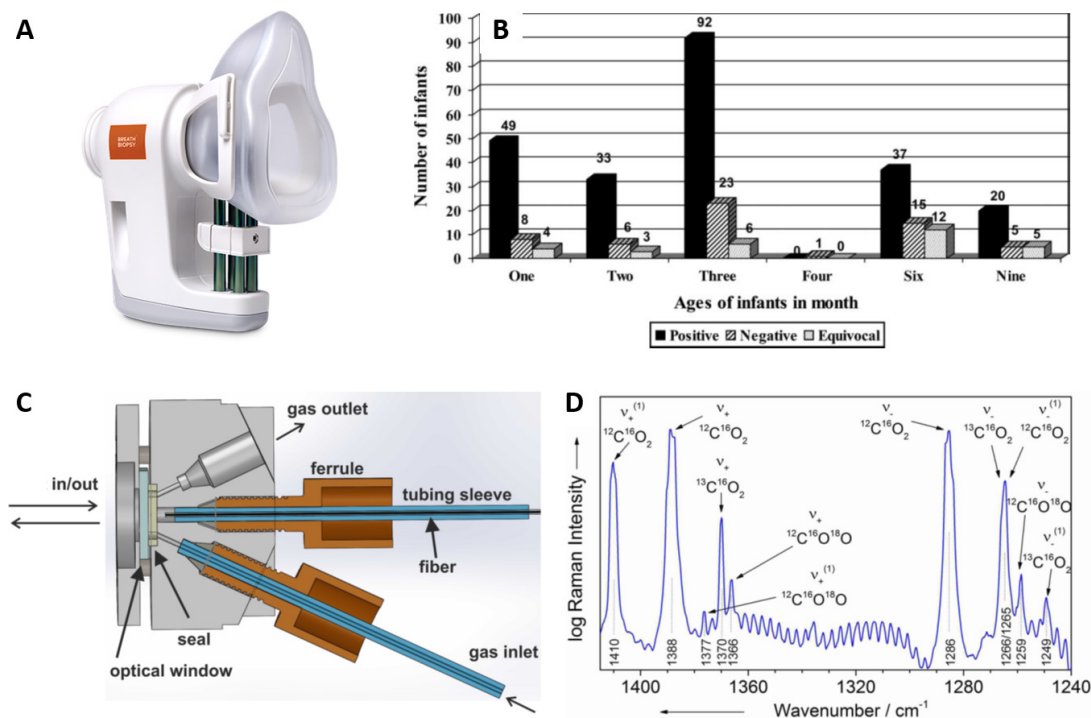 A
BREATH
BIOPSY
B
Number of infants
100
90
80
70
60
50
40
30
20
10
0
49
8
4
33
6
3
92
23
6
0
1
0
37
15
12
20
5
5
One Two Three Four Six Nine
Ages of infants in month
Positive Negative Equivocal
C
gas outlet
ferrule
in/out
tubing sleeve
fiber
seal
optical window
gas inlet
D
log Raman Intensity
ν₊⁽¹⁾
¹²C¹⁶O₂
ν₊
¹²C¹⁶O₂
ν₊
¹³C¹⁶O₂
ν₊
¹²C¹⁶O¹⁸O
ν₊⁽¹⁾
¹²C¹⁶O¹⁸O
ν₋
¹²C¹⁶O₂
ν₋
¹³C¹⁶O₂
ν₋⁽¹⁾
¹²C¹⁶O₂
ν₋
¹²C¹⁶O¹⁸O
ν₋⁽¹⁾
¹³C¹⁶O₂
1410
1388
1377
1370
1366
1286
1266/1265
1259
1249
1400 1360 1320 1280 1240
Wavenumber / cm⁻¹